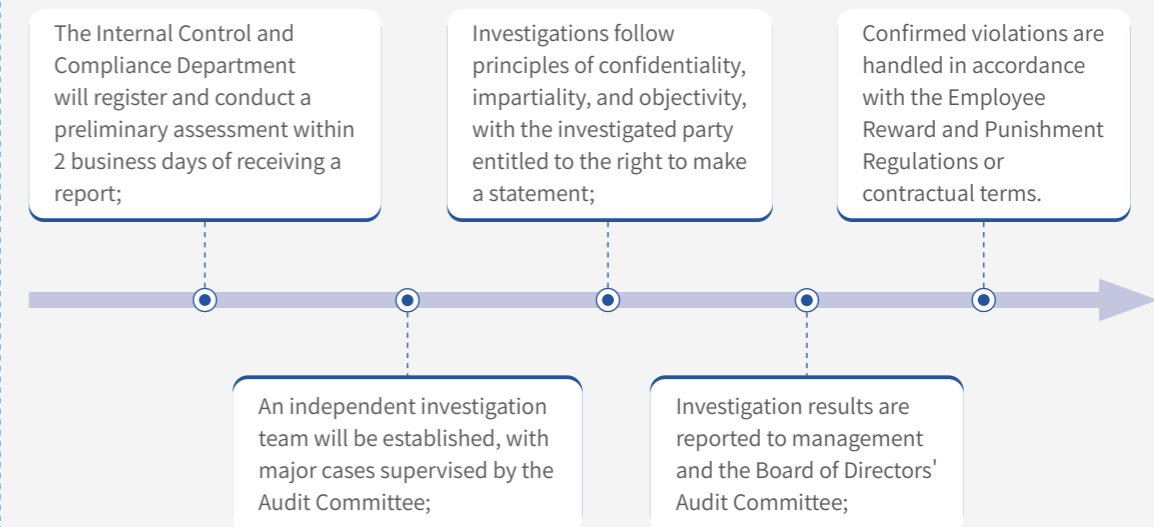 The Internal Control and
Compliance Department
will register and conduct a
preliminary assessment within
2 business days of receiving a
report;
An independent investigation
team will be established, with
major cases supervised by the
Audit Committee;
Investigations follow
principles of confidentiality,
impartiality, and objectivity,
with the investigated party
entitled to the right to make
a statement;
Investigation results are
reported to management
and the Board of Directors'
Audit Committee;
Confirmed violations are
handled in accordance
with the Employee
Reward and Punishment
Regulations or
contractual terms.